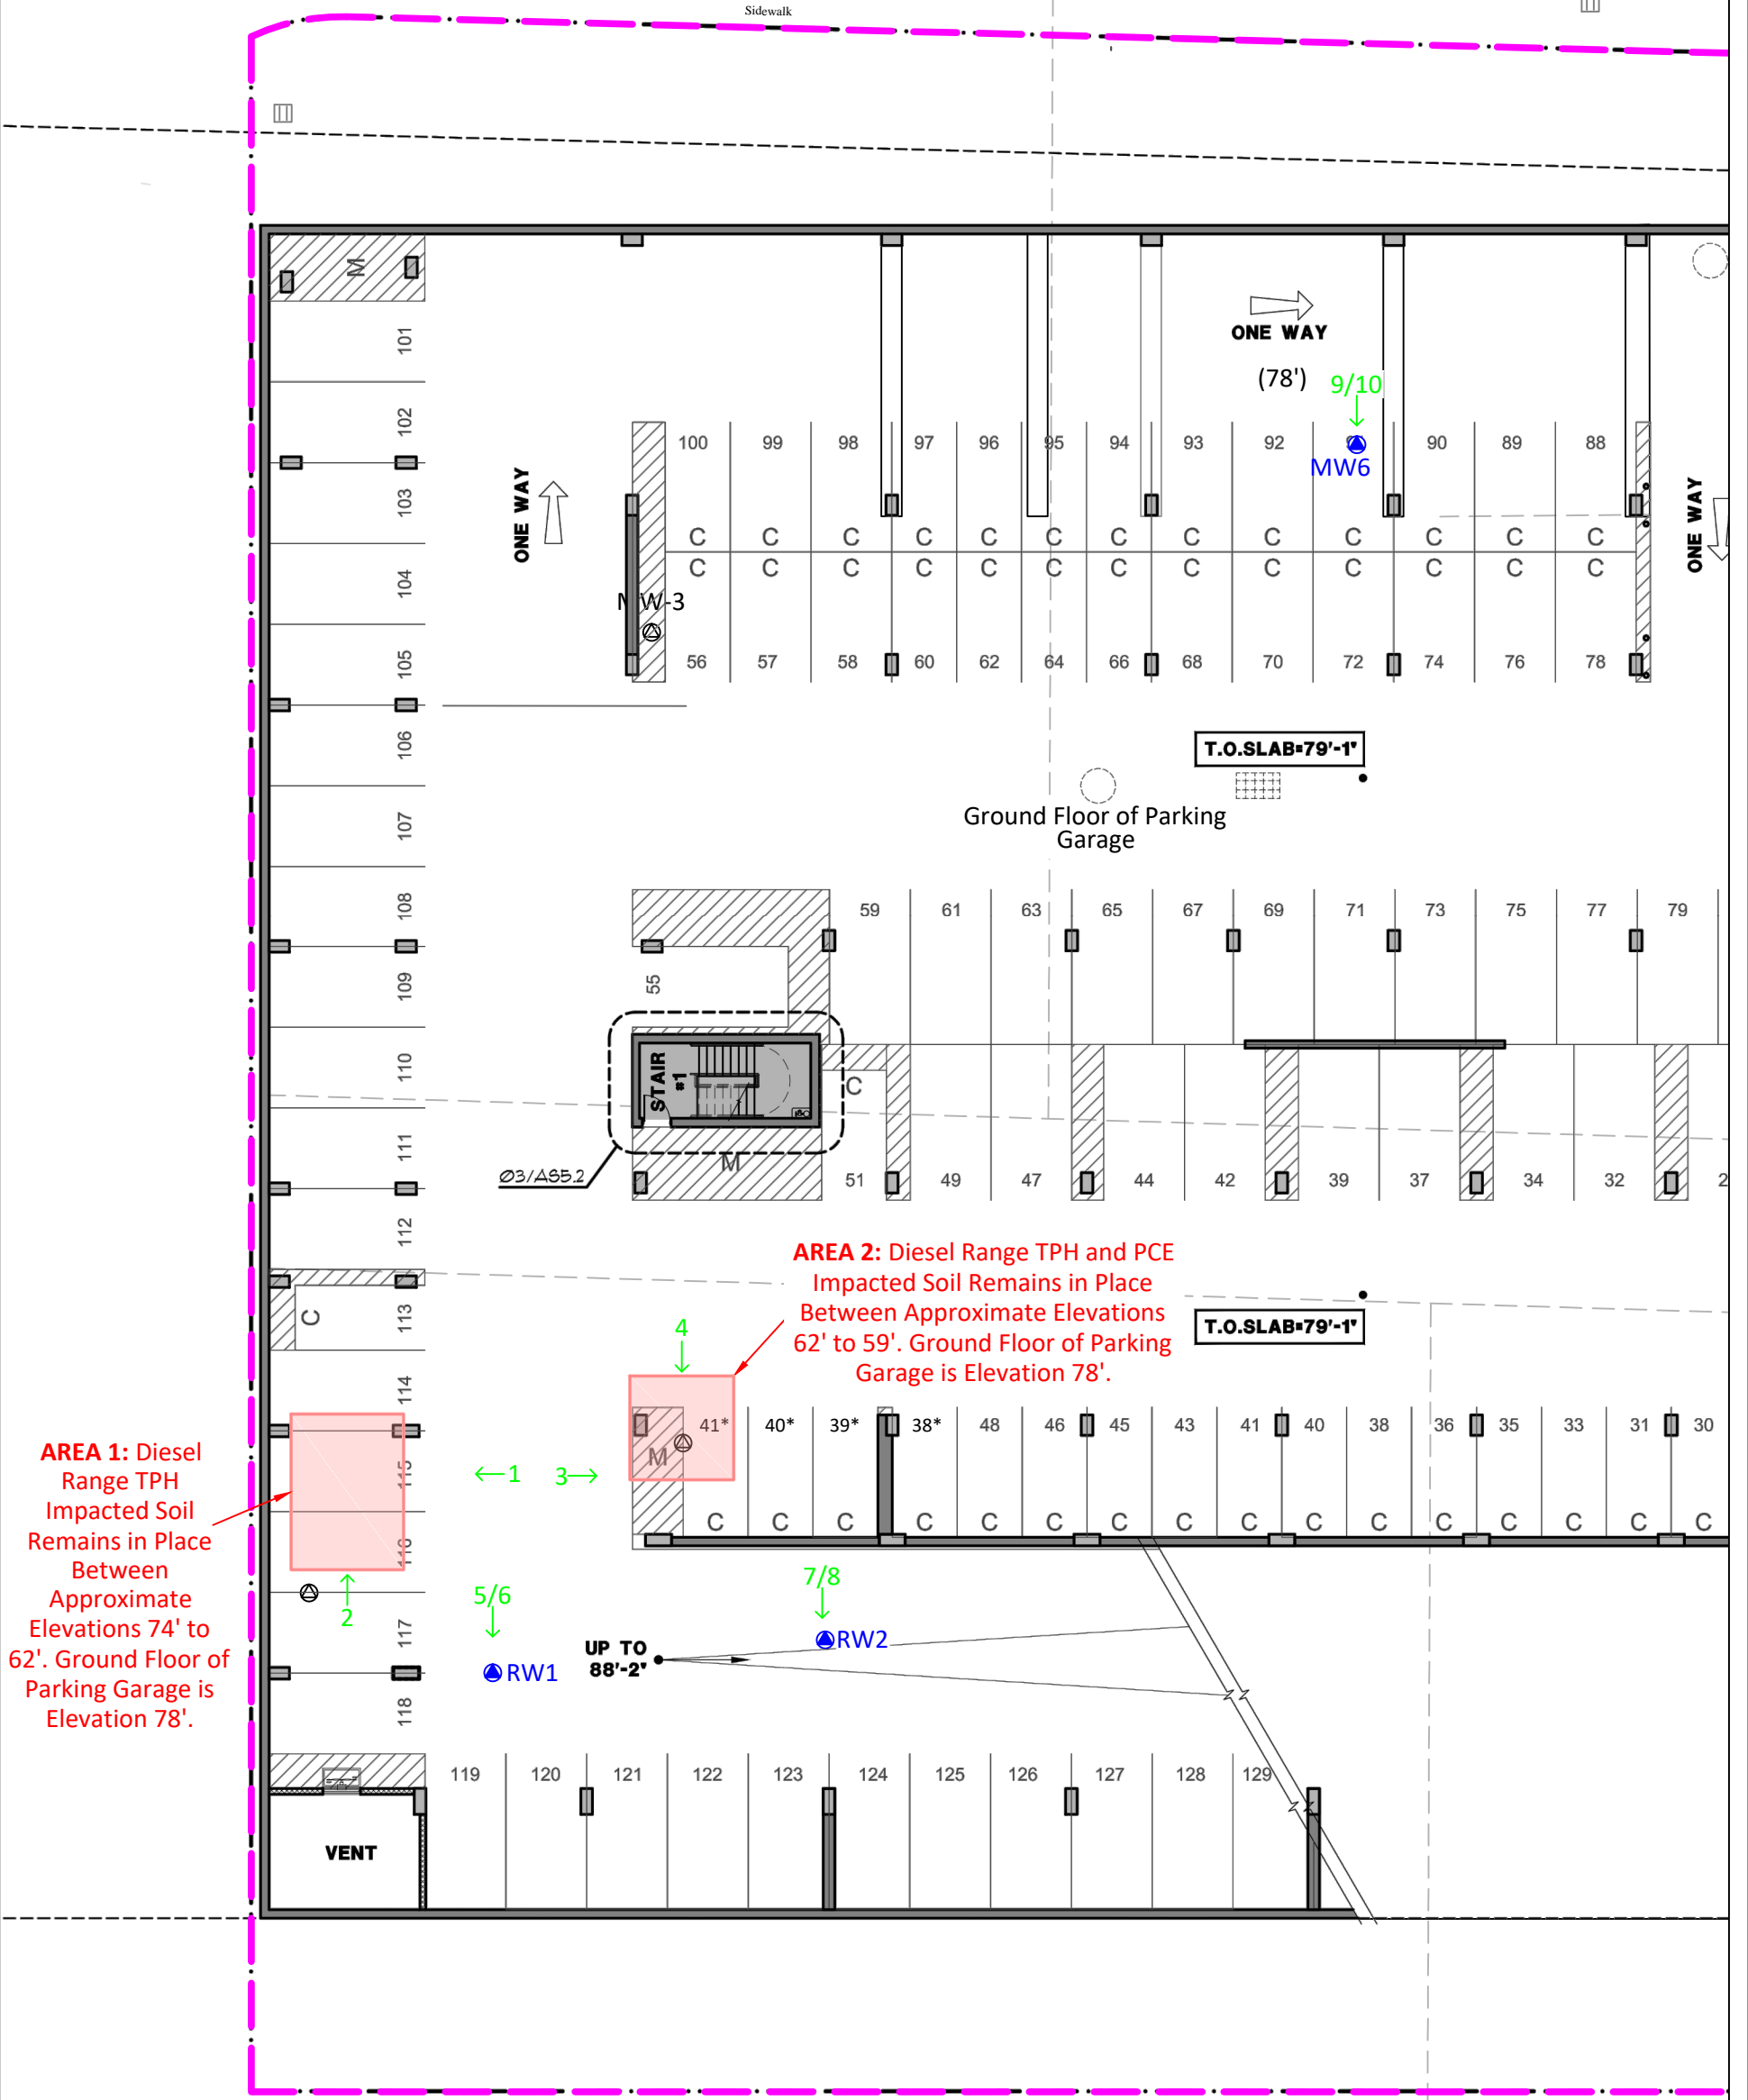 Sidewalk
M
101
102
103
104
105
106
107
108
109
110
111
112
113
C
114
115
116
117
118
ONE WAY
ONE WAY
(78')
9/10
100 99 98 97 96 95 94 93 92 90 89 88
MW6
ONE WAY
ONE WAY
C C C C C C C C C C C C
C C C C C C C C C C C C
MW-3
56 57 58 60 62 64 66 68 70 72 74 76 78
T.O.SLAB=79'-1"
Ground Floor of Parking
Garage
59 61 63 65 67 69 71 73 75 77 79
55
STAIR
#1
C
M
Ø3/AS5.2
51 49 47 44 42 39 37 34 32 2
AREA 2: Diesel Range TPH and PCE
Impacted Soil Remains in Place
Between Approximate Elevations
62' to 59'. Ground Floor of Parking
Garage is Elevation 78'.
T.O.SLAB=79'-1"
4
41* 40* 39* 38* 48 46 45 43 41 40 38 36 35 33 31 30
M
1 3
C C C C C C C C C C C C C C C C
AREA 1: Diesel
Range TPH
Impacted Soil
Remains in Place
Between
Approximate
Elevations 74' to
62'. Ground Floor of
Parking Garage is
Elevation 78'.
2
5/6
7/8
RW1
RW2
UP TO
88'-2"
119 120 121 122 123 124 125 126 127 128 129
VENT